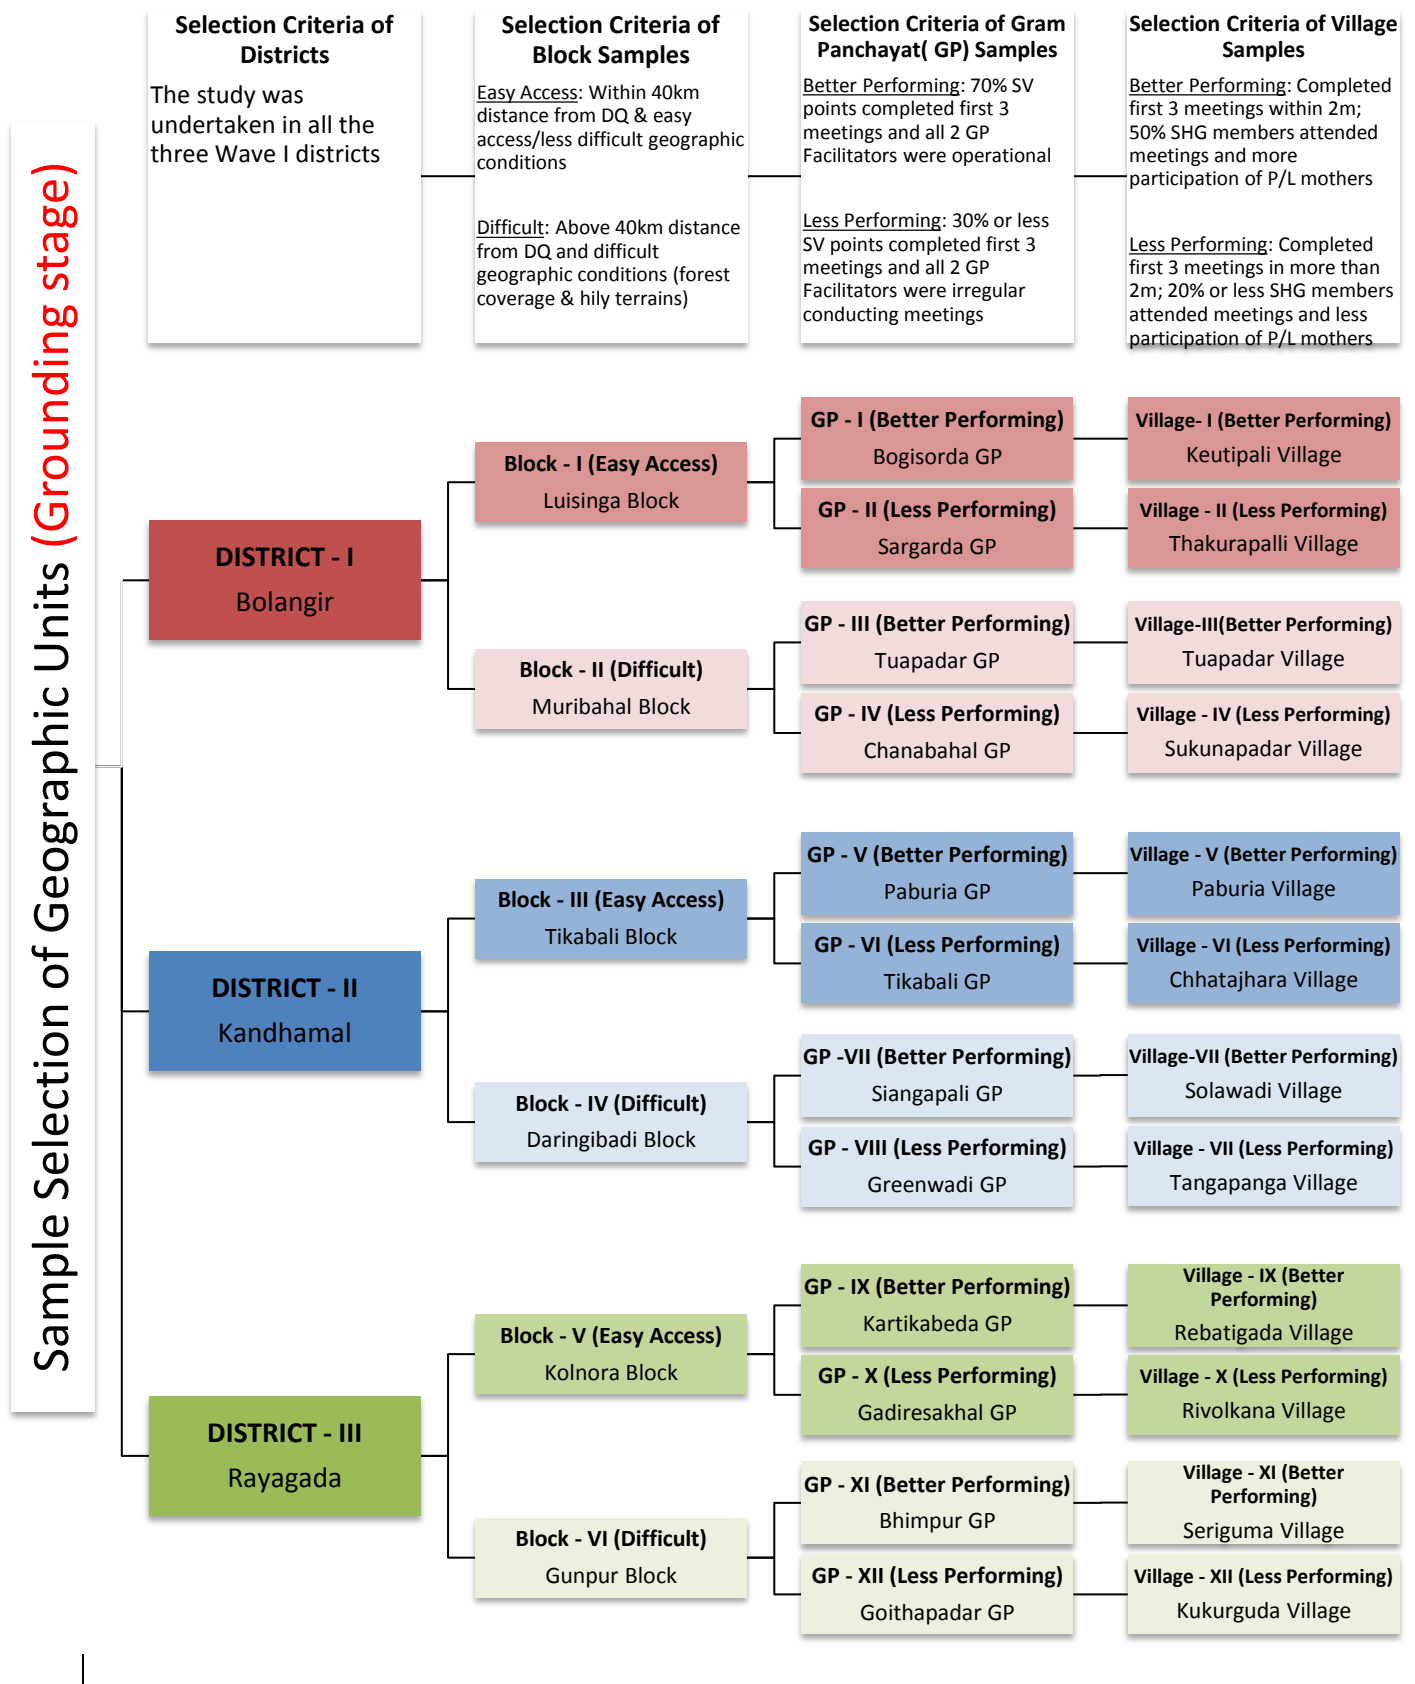 Sample Selection of Geographic Units (Grounding stage)
Selection Criteria of
Districts
The study was
undertaken in all the
three Wave I districts
Selection Criteria of
Block Samples
Easy Access: Within 40km
distance from DQ & easy
access/less difficult geographic
conditions
Difficult: Above 40km distance
from DQ and difficult
geographic conditions (forest
coverage & hily terrains)
Selection Criteria of Gram
Panchayat( GP) Samples
Better Performing: 70% SV
points completed first 3
meetings and all 2 GP
Facilitators were operational
Less Performing: 30% or less
SV points completed first 3
meetings and all 2 GP
Facilitators were irregular
conducting meetings
Selection Criteria of Village
Samples
Better Performing: Completed
first 3 meetings within 2m;
50% SHG members attended
meetings and more
participation of P/L mothers
Less Performing: Completed
first 3 meetings in more than
2m; 20% or less SHG members
attended meetings and less
participation of P/L mothers
DISTRICT - I
Bolangir
Block - I (Easy Access)
Luisinga Block
GP - I (Better Performing)
Bogisorda GP
Village- I (Better Performing)
Keutipali Village
GP - II (Less Performing)
Sargarda GP
Village - II (Less Performing)
Thakurapalli Village
Block - II (Difficult)
Muribahal Block
GP - III (Better Performing)
Tuapadar GP
Village-III(Better Performing)
Tuapadar Village
GP - IV (Less Performing)
Chanabahal GP
Village - IV (Less Performing)
Sukunapadar Village
DISTRICT - II
Kandhamal
Block - III (Easy Access)
Tikabali Block
GP - V (Better Performing)
Paburia GP
Village - V (Better Performing)
Paburia Village
GP - VI (Less Performing)
Tikabali GP
Village - VI (Less Performing)
Chhatajhara Village
Block - IV (Difficult)
Daringibadi Block
GP -VII (Better Performing)
Siangapali GP
Village-VII (Better Performing)
Solawadi Village
GP - VIII (Less Performing)
Greenwadi GP
Village - VII (Less Performing)
Tangapanga Village
DISTRICT - III
Rayagada
Block - V (Easy Access)
Kolnora Block
GP - IX (Better Performing)
Kartikabeda GP
Village - IX (Better
Performing)
Rebatigada Village
GP - X (Less Performing)
Gadiresakhal GP
Village - X (Less Performing)
Rivolkana Village
Block - VI (Difficult)
Gunpur Block
GP - XI (Better Performing)
Bhimpur GP
Village - XI (Better
Performing)
Seriguma Village
GP - XII (Less Performing)
Goithapadar GP
Village - XII (Less Performing)
Kukurguda Village